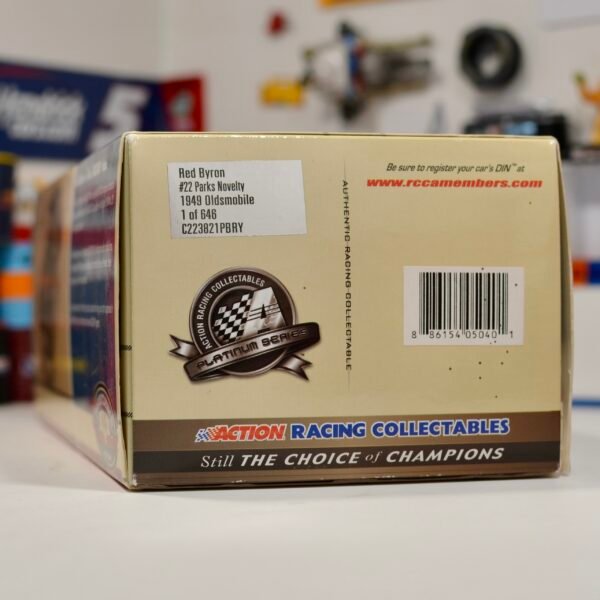 Hendrick
5
Red Byron
#22 Parks Novelty
1949 Oldsmobile
1 of 646
C223821PBRY
Be sure to register your car's DIN™ at
www.rccamembers.com
AUTHENTIC RACING COLLECTABLE
ACTION RACING COLLECTABLES
PLATINUM SERIES
8 86154 05040 1
ACTION RACING COLLECTABLES
Still THE CHOICE of CHAMPIONS